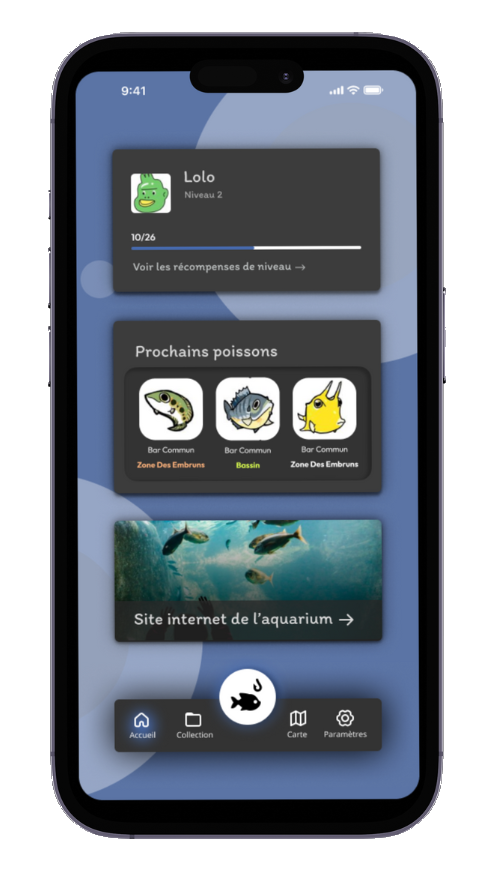 9:41
Lolo
Niveau 2
10/26
Voir les récompenses de niveau →
Prochains poissons
Bar Commun
Zone Des Embruns
Bar Commun
Bassin
Bar Commun
Zone Des Embruns
Site internet de l'aquarium →
Accueil
Collection
Carte
Paramètres